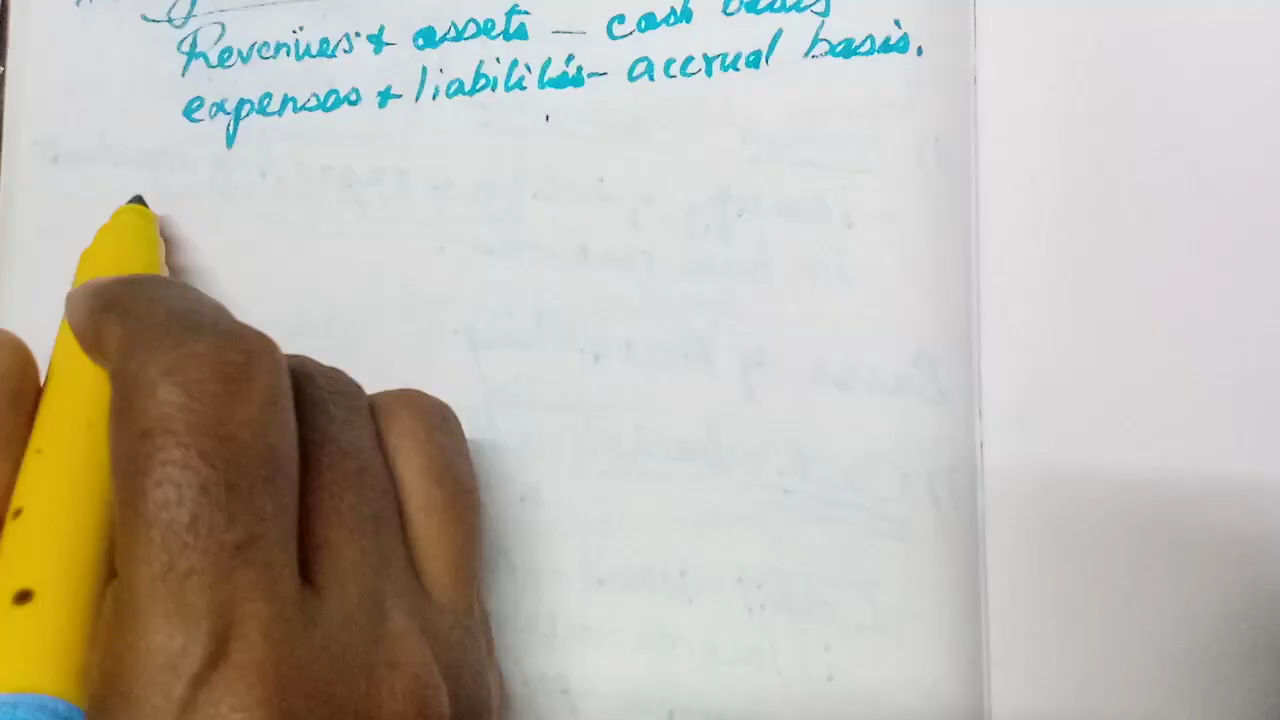 Revenues & assets - cash basis
expenses & liabilities - accrual basis.